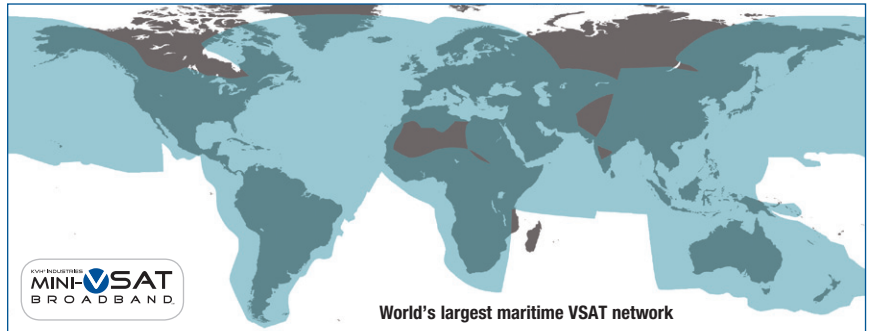 KVH INDUSTRIES
MINI-VSAT
BROADBAND.
World's largest maritime VSAT network